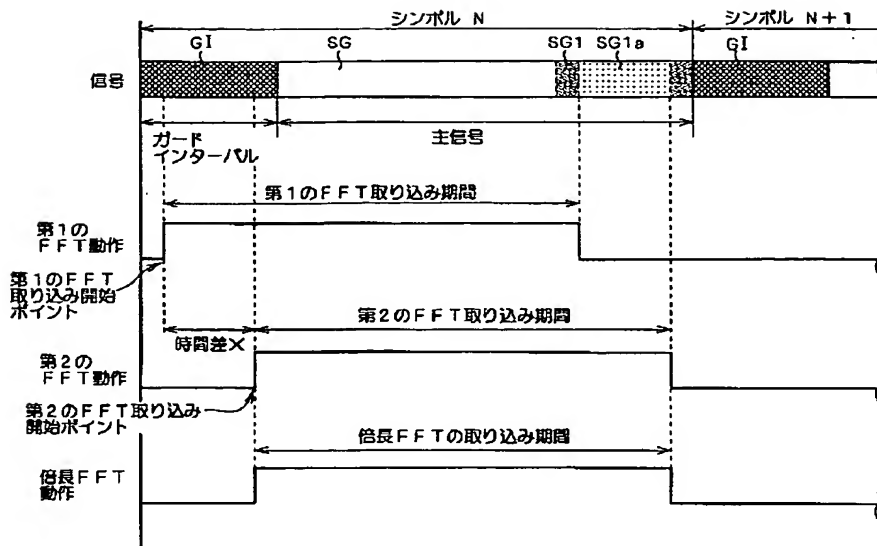 シンボル N
シンボル N+1
GI
SG
SG1
SG1a
GI
信号
ガード
インターバル
主信号
第1のFFT取り込み期間
第1の
FFT動作
第1のFFT
取り込み開始
ポイント
第2のFFT取り込み期間
時間差X
第2の
FFT動作
第2のFFT取り込み
開始ポイント
倍長FFTの取り込み期間
倍長FFT
動作